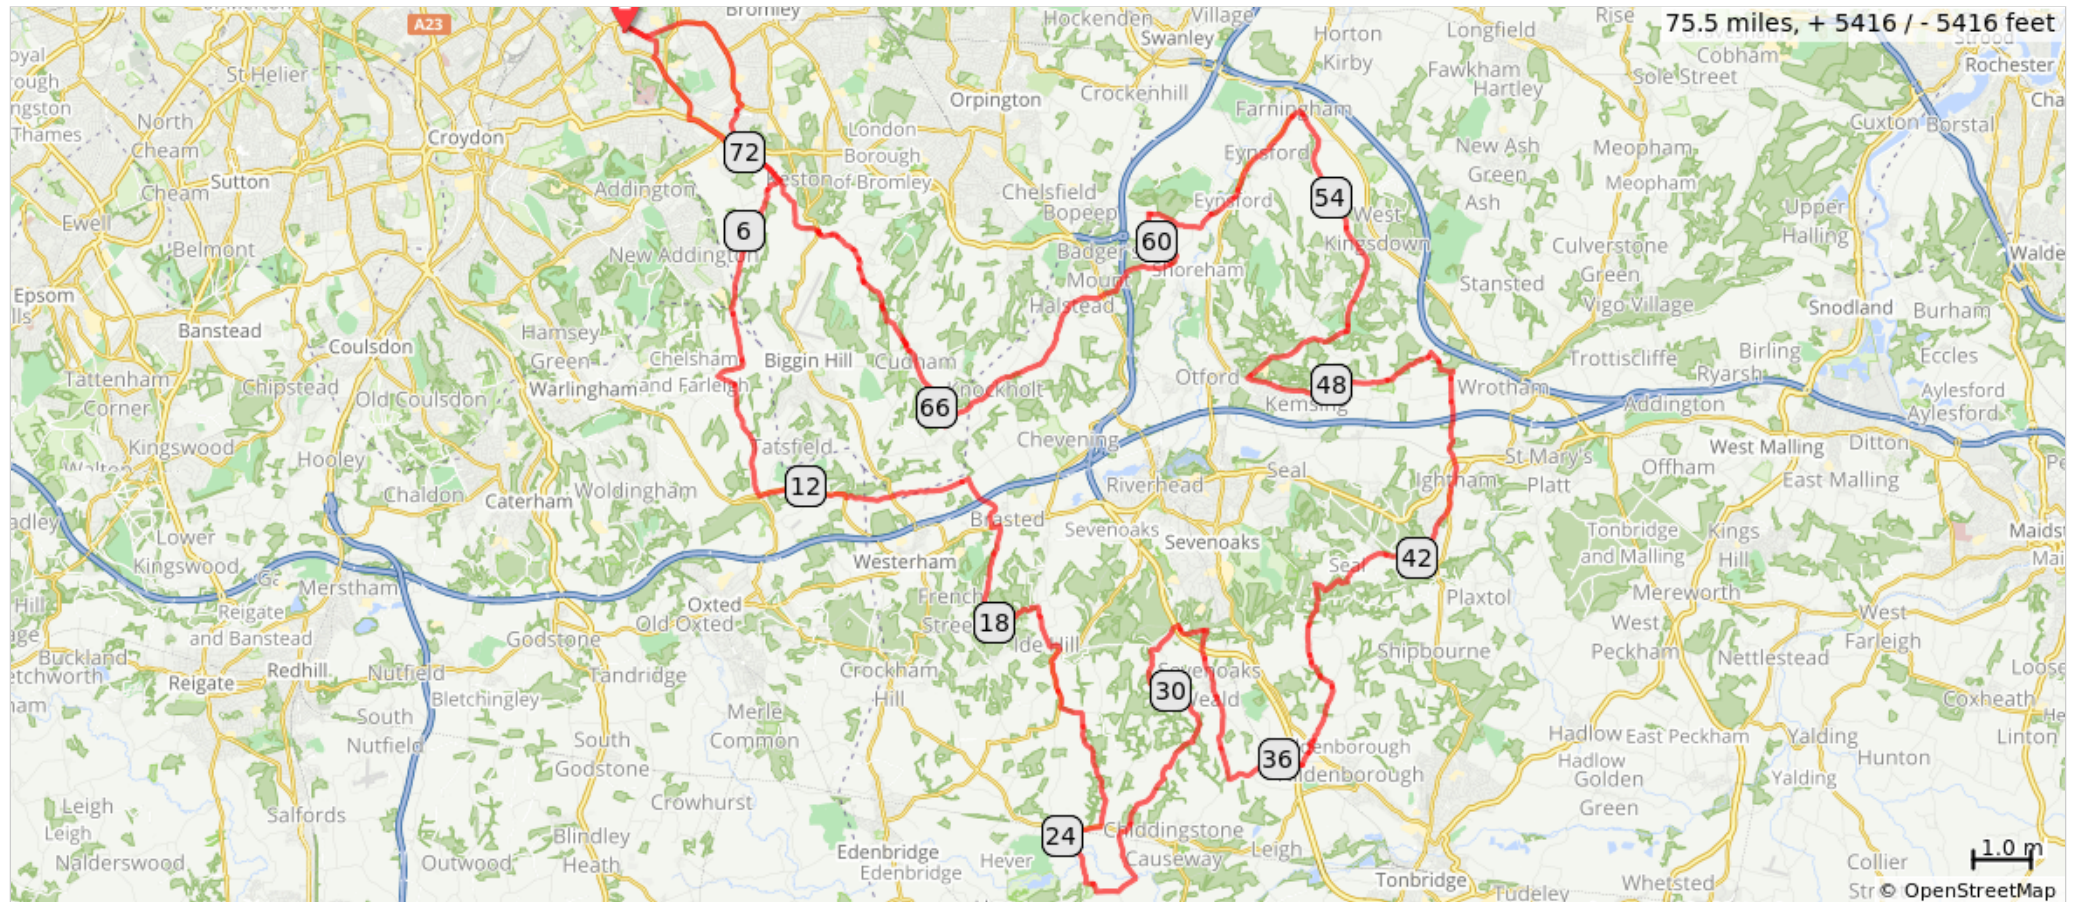 Bromley
Hockenden
Village
Rise
75.5 miles, + 5416 / - 5416 feet
A23
Swanley
Horton
Kirby
Longfield
Cobham
Strood
Rochester
St Helier
Fawkham
Hartley
Sole Street
Crockenhill
Orpington
Farningham
Thames
North
Cheam
Croydon
London
Borough
of Bromley
Cuxton
Borstal
72
Eynsford
New Ash
Green
Meopham
Sutton
Cheam
Addington
Chelsfield
Bopeep
54
Meopham
Ash
Eynsford
West
Kingsdown
Upper
Halling
Ewell
6
60
Belmont
New Addington
Culverstone
Green
Shoreham
Mount
Stansted
Epsom
Halstead
Vigo Village
Snodland
Burham
Banstead
Hamsey
Green
Coulsdon
Chelsham
and Farleigh
Biggin Hill
Cudham
Trottiscliffe
Birling
Eccles
Tattenham
Corner
Chipstead
Old Coulsdon
Warlingham
Knockholt
Otford
48
Wrotham
Ryarsh
Aylesford
66
Kemsing
Addington
Aylesford
Kingswood
Hooley
Tatsfield
Chevening
West Malling
Ditton
Seal
St Mary's
Platt
Offham
Chaldon
Caterham
Woldingham
12
Riverhead
Ightham
East Malling
Brasted
Sevenoaks
Sevenoaks
Tonbridge
and Malling
Kings
Hill
Lower
Kingswood
Westerham
42
Seal
Merstham
Reigate
and Banstead
Oxted
Old Oxted
French
Street
18
Plaxtol
Mereworth
West
Peckham
West
Farleigh
Godstone
Ide Hill
Shipbourne
Buckland
Redhill
Reigate
Nutfield
Tandridge
Crockham
Hill
Sevenoaks
Weald
30
Nettlestead
Bletchingley
Coxheath
South
Nutfield
Merle
Common
South
Godstone
36
Hildenborough
Hadlow
East Peckham
Yalding
Hunton
Linton
Hadlow
Golden
Green
Yalding
Leigh
Leigh
Salfords
Crowhurst
24
Chiddingstone
Causeway
Leigh
Nalderswood
Outwood
Blindley
Heath
Edenbridge
Edenbridge
Hever
Tonbridge
Tudeley
Whetsted
Collier
1.0 m
© OpenStreetMap